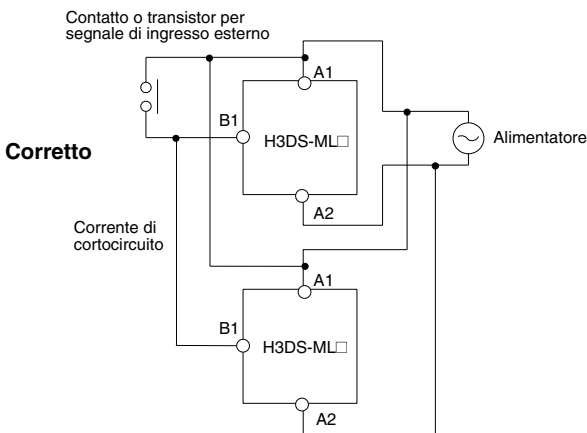 Contatto o transistor per
segnale di ingresso esterno
A1
B1
H3DS-ML□
Corretto
Alimentatore
A2
Corrente di
cortocircuito
A1
B1
H3DS-ML□
A2